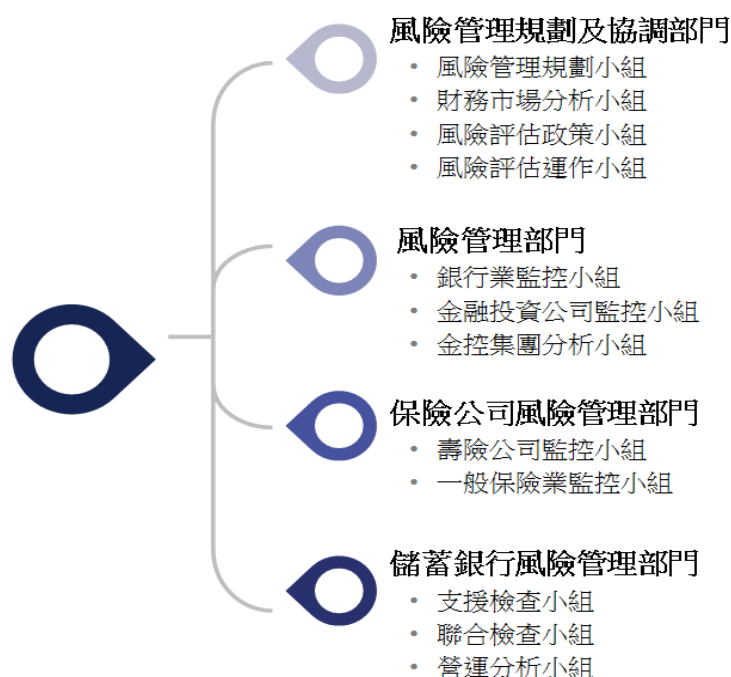 風險管理規劃及協調部門
• 風險管理規劃小組
• 財務市場分析小組
• 風險評估政策小組
• 風險評估運作小組
風險管理部門
• 銀行業監控小組
• 金融投資公司監控小組
• 金控集團分析小組
保險公司風險管理部門
• 壽險公司監控小組
• 一般保險業監控小組
儲蓄銀行風險管理部門
• 支援檢查小組
• 聯合檢查小組
• 營運分析小組